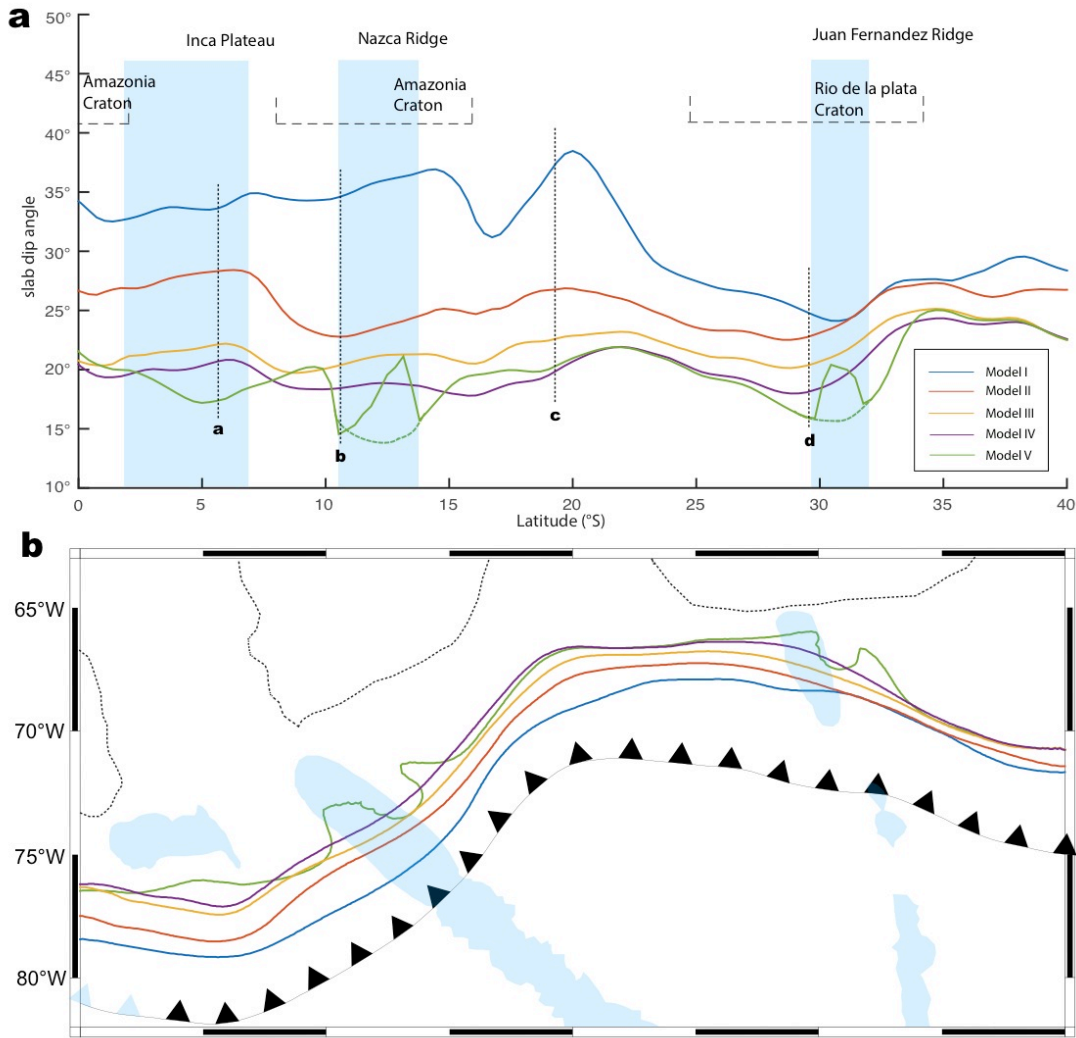 a
50°
45°
40°
35°
30°
25°
20°
15°
10°
slab dip angle
Inca Plateau
Nazca Ridge
Juan Fernandez Ridge
Amazonia
Craton
Amazonia
Craton
Rio de la plata
Craton
a
b
c
d
Model I
Model II
Model III
Model IV
Model V
0 5 10 15 20 25 30 35 40
Latitude (°S)
b
65°W
70°W
75°W
80°W